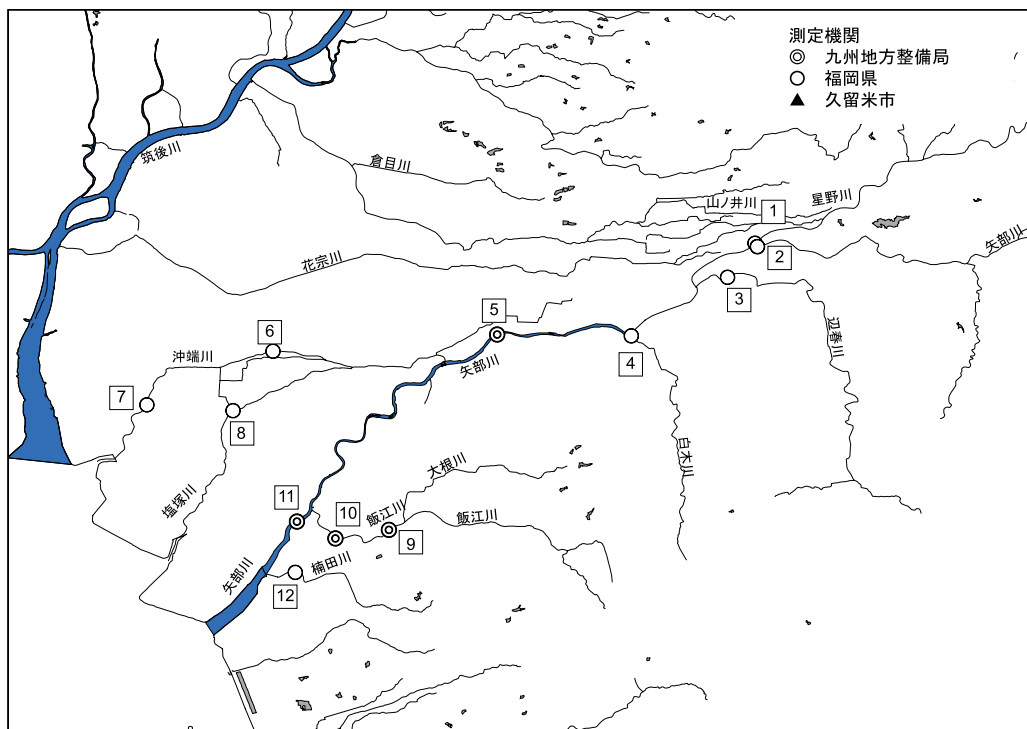 測定機関
◎ 九州地方整備局
○ 福岡県
▲ 久留米市
筑後川
倉目川
山ノ井川
星野川
1
矢部川
2
花宗川
3
5
辺春川
6
4
沖端川
矢部川
7
8
白木川
大根川
塩塚川
11
10
飯江川
飯江川
9
矢部川
楠田川
12